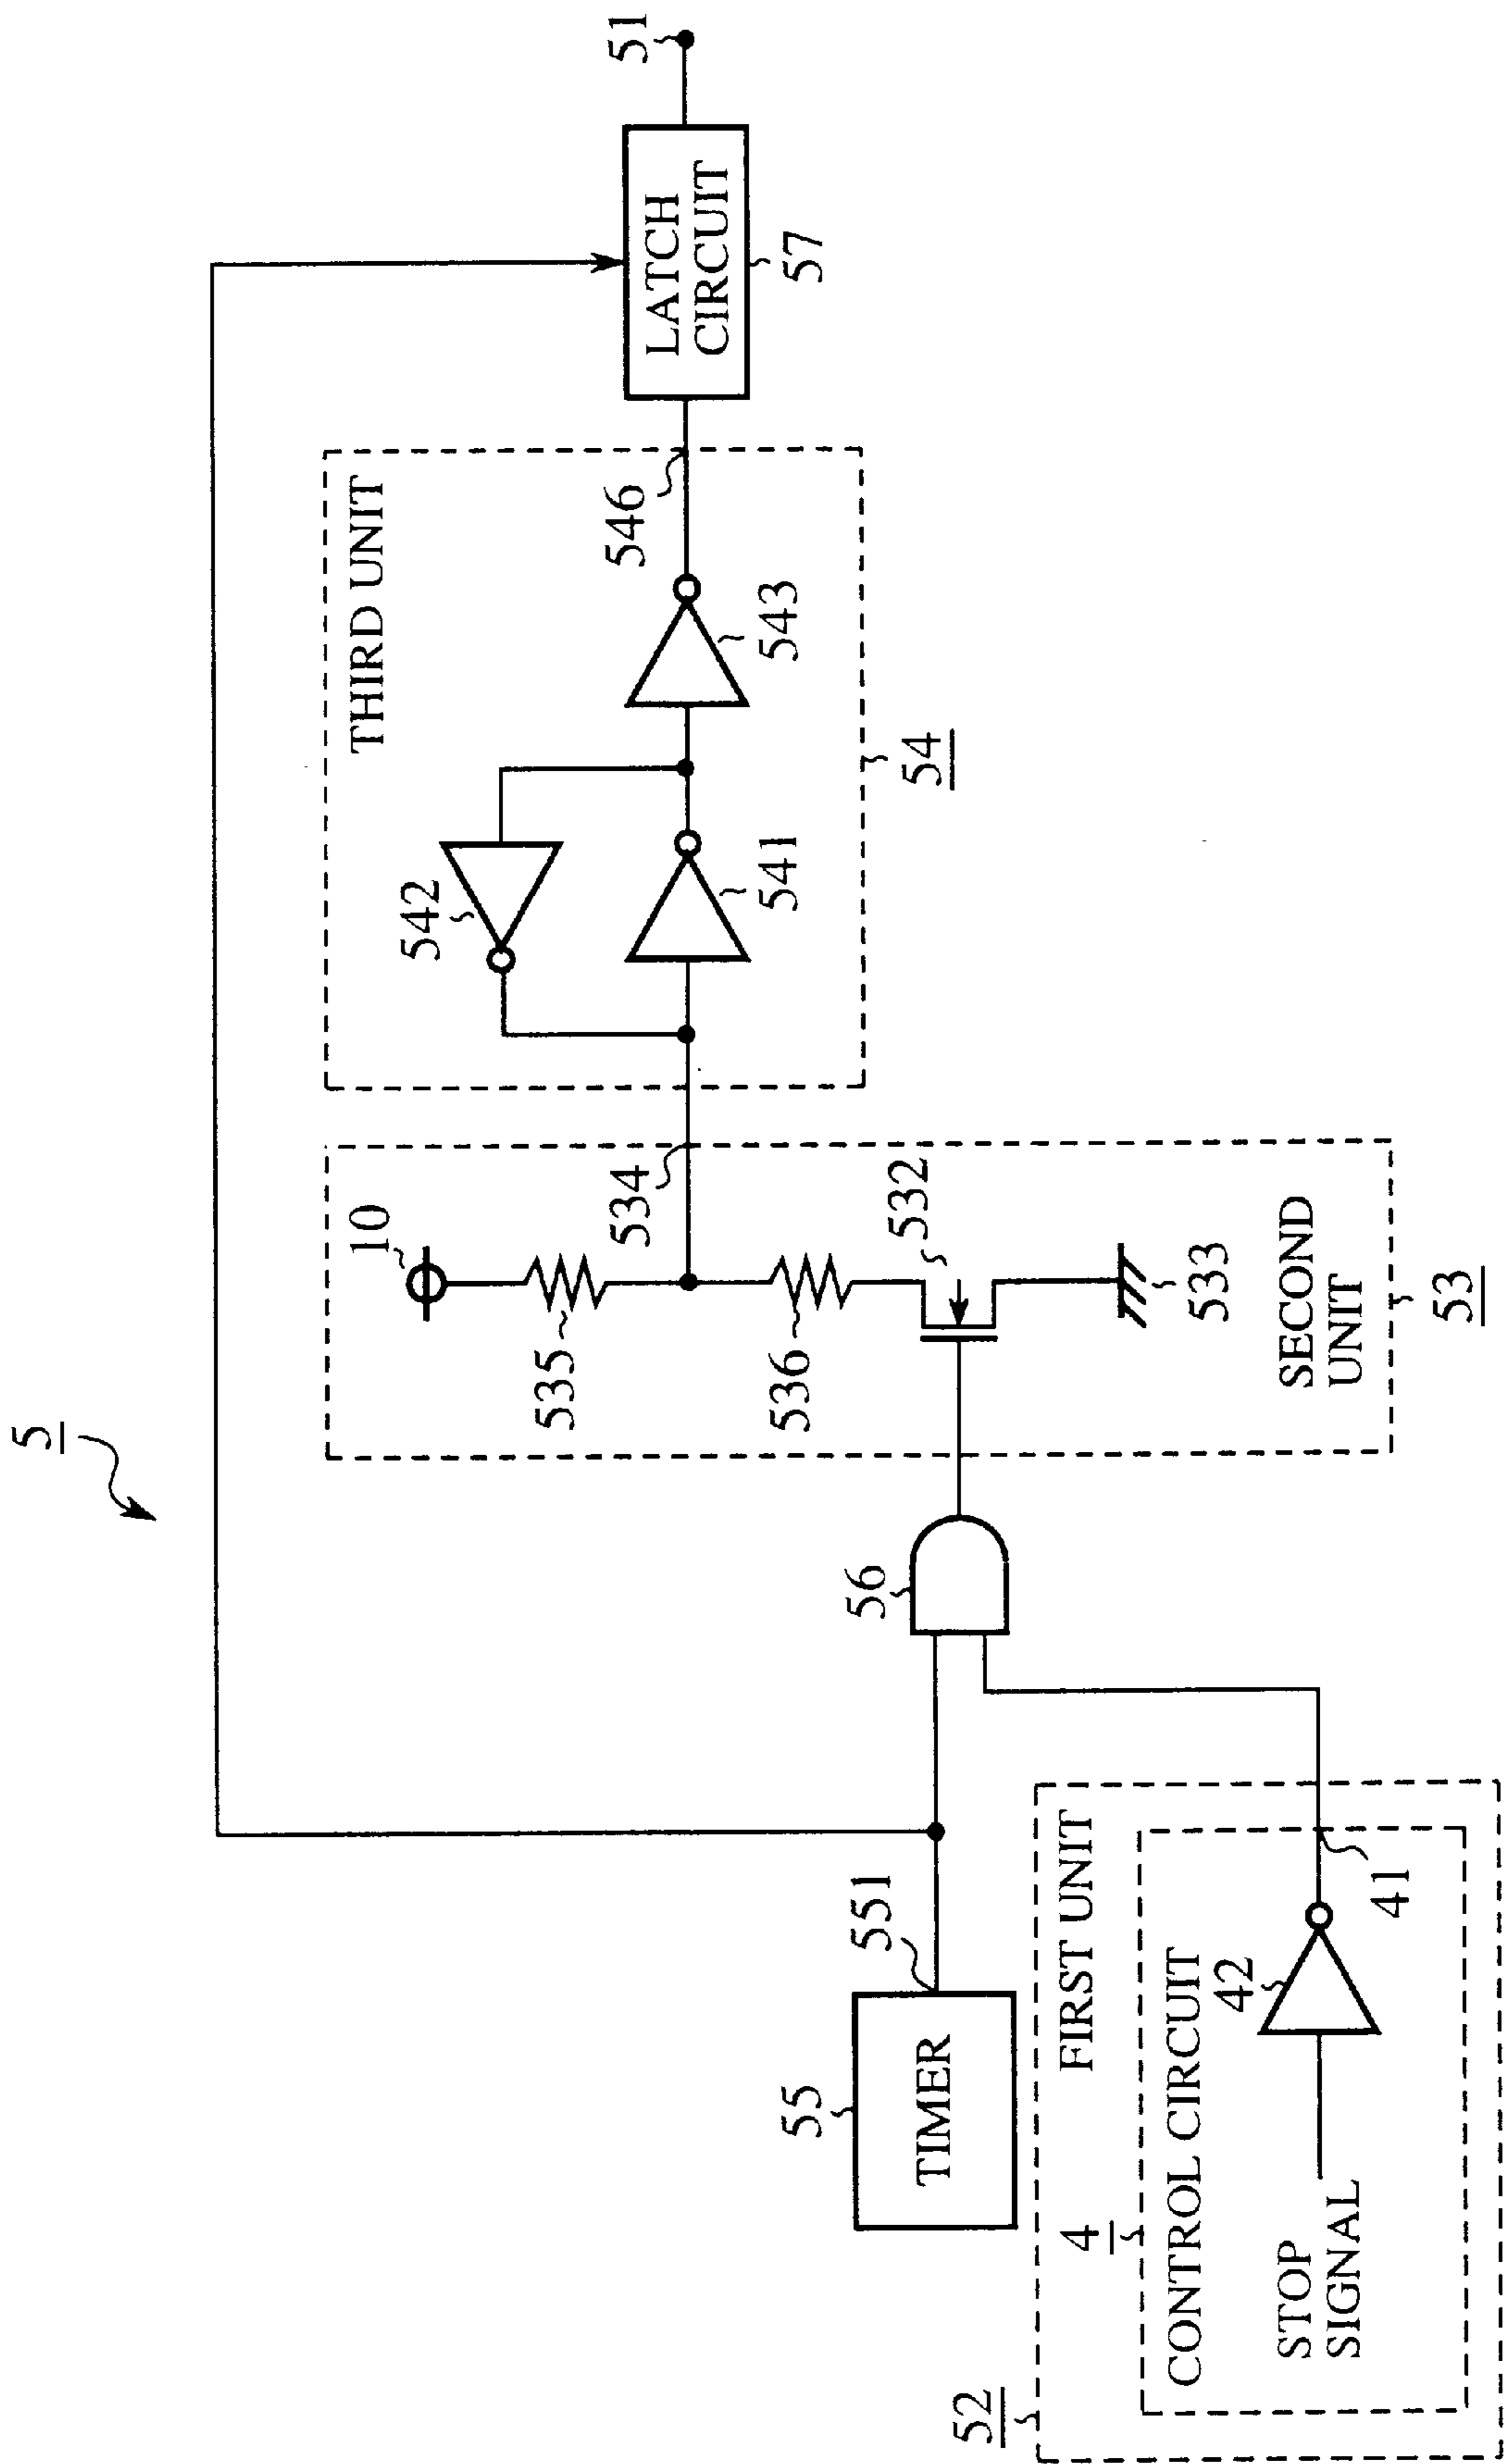 5
51
LATCH
CIRCUIT
57
THIRD UNIT
546
543
542
541
54
10
534
535
536
532
533
SECOND
UNIT
53
56
55
TIMER
551
FIRST UNIT
52
4
CONTROL CIRCUIT
42
41
STOP
SIGNAL